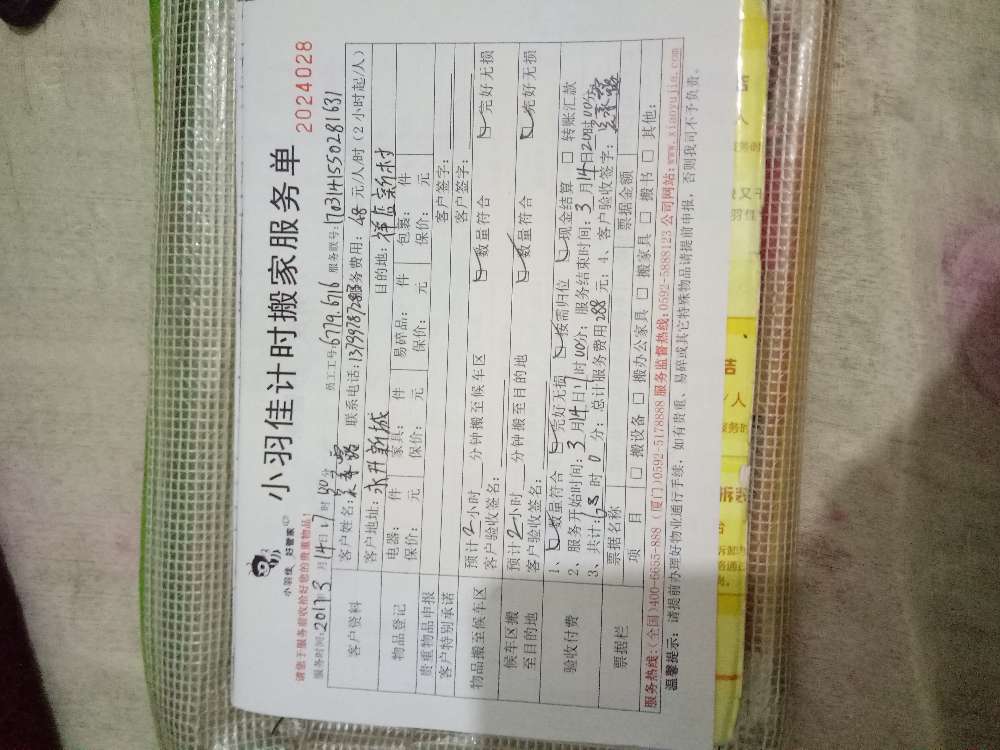 小羽佳计时搬家服务单
小羽佳 好管家
2024028
请您于服务前收检好您的贵重物品!
服务时间:2017年3月14日17时00分 员工工号:6779.6716 服务联号:170314155028 1631
客户资料
客户姓名: 联系电话: 服务费用:48元/人/时(2小时起/人)
客户地址:永升新城 目的地:祥店新村
物品登记
电器: 件 家具: 件 易碎品: 件 包裹: 件
贵重物品申报
保价: 元 保价: 元 保价: 元 保价: 元
客户特别承诺
客户签字:
物品搬至候车区
预计2小时 分钟搬至候车区
客户验收签名: 数量符合 完好无损
客户签字:
候车区搬至目的地
预计2小时 分钟搬至目的地
客户验收签名: 数量符合 完好无损
验收付费
1、数量符合 完好无损 按需归位 现金结算 转账汇款
2、服务开始时间:3月14日17时00分; 服务结束时间:3月14日20时00分
3、共计: 时0分; 总计服务费用288元; 4、客户验收签字:
票据栏
票据名称 票据金额
项目 搬设备 搬办公家具 搬家具 搬书 其他:
服务热线:(全国)400-6655-888 (厦门)0592-5178888 服务监督热线:0592-5888123 公司网站:www.xiaoyujia.com
温馨提示: 请提前办理好物业通行手续, 如有贵重、易碎或其它特殊物品请提前申报, 否则我司不予负责。